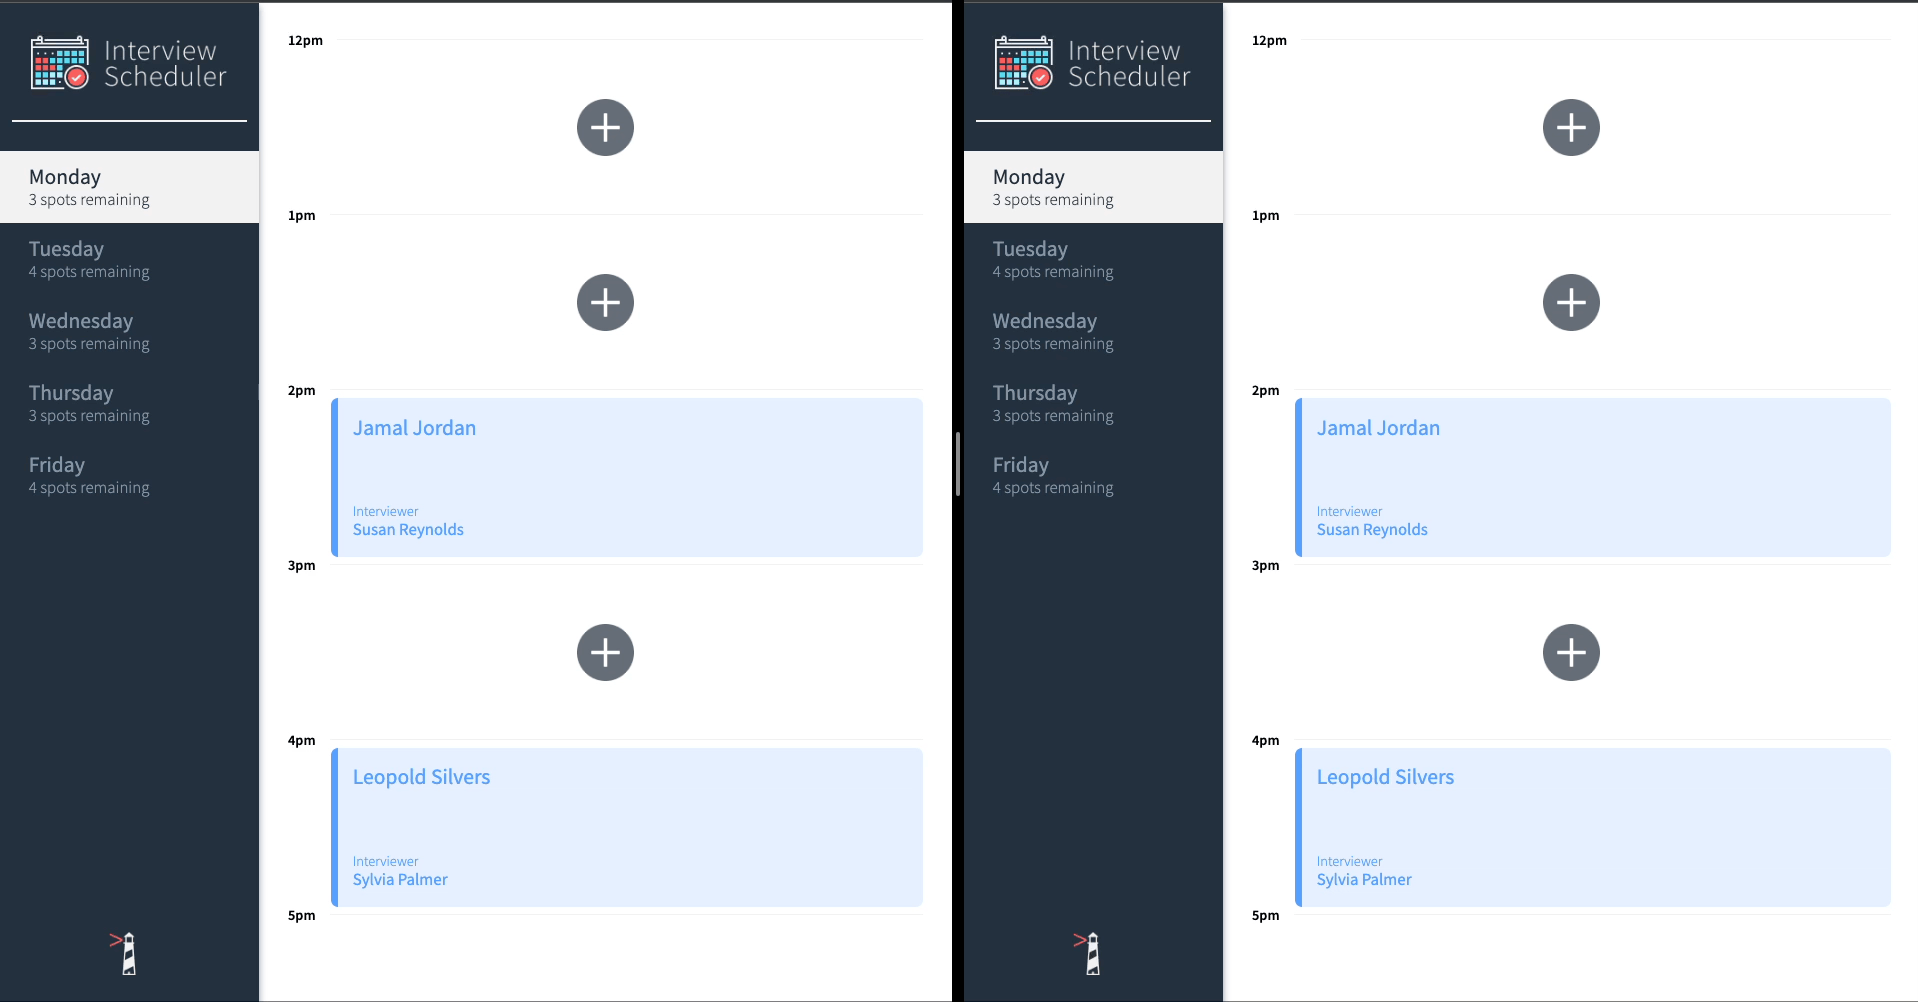 Interview
Scheduler
Monday
3 spots remaining
Tuesday
4 spots remaining
Wednesday
3 spots remaining
Thursday
3 spots remaining
Friday
4 spots remaining
12pm
1pm
2pm
Jamal Jordan
Interviewer
Susan Reynolds
3pm
4pm
Leopold Silvers
Interviewer
Sylvia Palmer
5pm
Interview
Scheduler
Monday
3 spots remaining
Tuesday
4 spots remaining
Wednesday
3 spots remaining
Thursday
3 spots remaining
Friday
4 spots remaining
12pm
1pm
2pm
Jamal Jordan
Interviewer
Susan Reynolds
3pm
4pm
Leopold Silvers
Interviewer
Sylvia Palmer
5pm